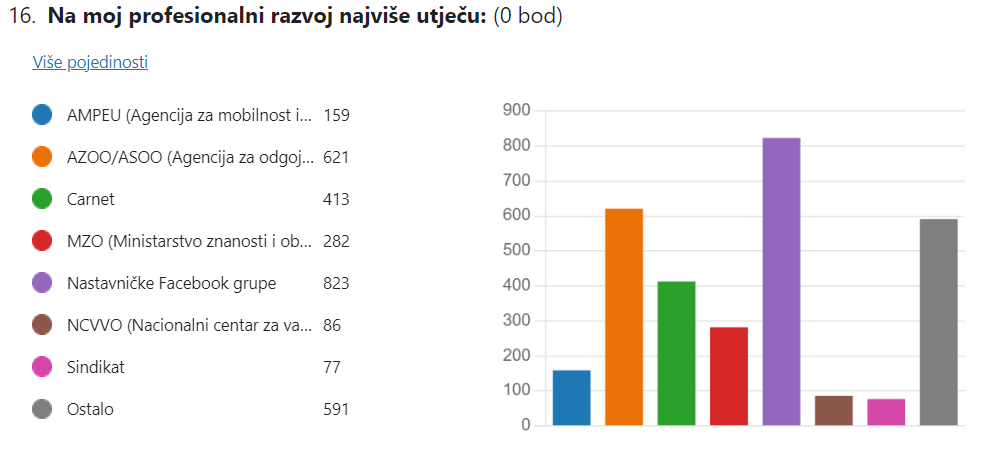 16. Na moj profesionalni razvoj najviše utječu: (0 bod)
Više pojedinosti
AMPEU (Agencija za mobilnost i... 159
AZOO/ASOO (Agencija za odgoj... 621
Carnet 413
MZO (Ministarstvo znanosti i ob... 282
Nastavničke Facebook grupe 823
NCVVO (Nacionalni centar za va... 86
Sindikat 77
Ostalo 591
900
800
700
600
500
400
300
200
100
0